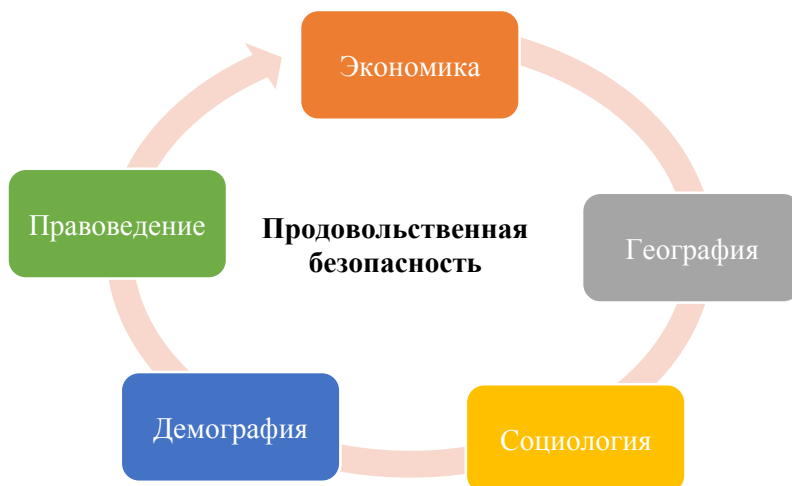 Экономика
Правоведение
Продовольственная
безопасность
География
Демография
Социология